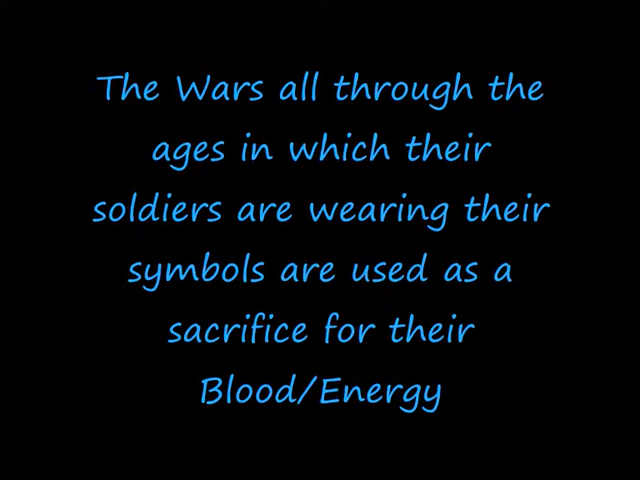 The Wars all through the
ages in which their
soldiers are wearing their
symbols are used as a
sacrifice for their
Blood/Energy